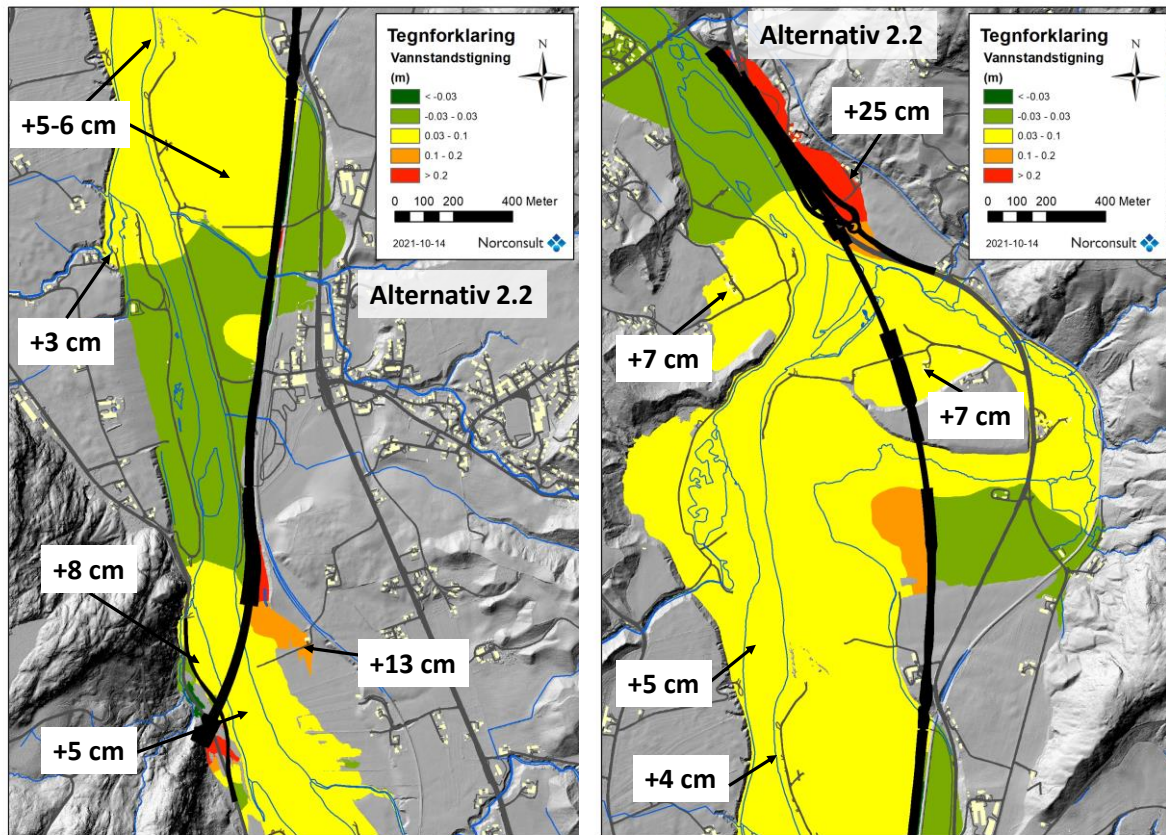 Tegnforklaring
Vannstandstigning
(m)
N
< -0.03
-0.03 - 0.03
0.03 - 0.1
0.1 - 0.2
> 0.2
0 100 200 400 Meter
2021-10-14 Norconsult
+5-6 cm
+3 cm
Alternativ 2.2
+8 cm
+13 cm
+5 cm
Alternativ 2.2
Tegnforklaring
Vannstandstigning
(m)
N
< -0.03
-0.03 - 0.03
0.03 - 0.1
0.1 - 0.2
> 0.2
0 100 200 400 Meter
2021-10-14 Norconsult
+25 cm
+7 cm
+7 cm
+5 cm
+4 cm